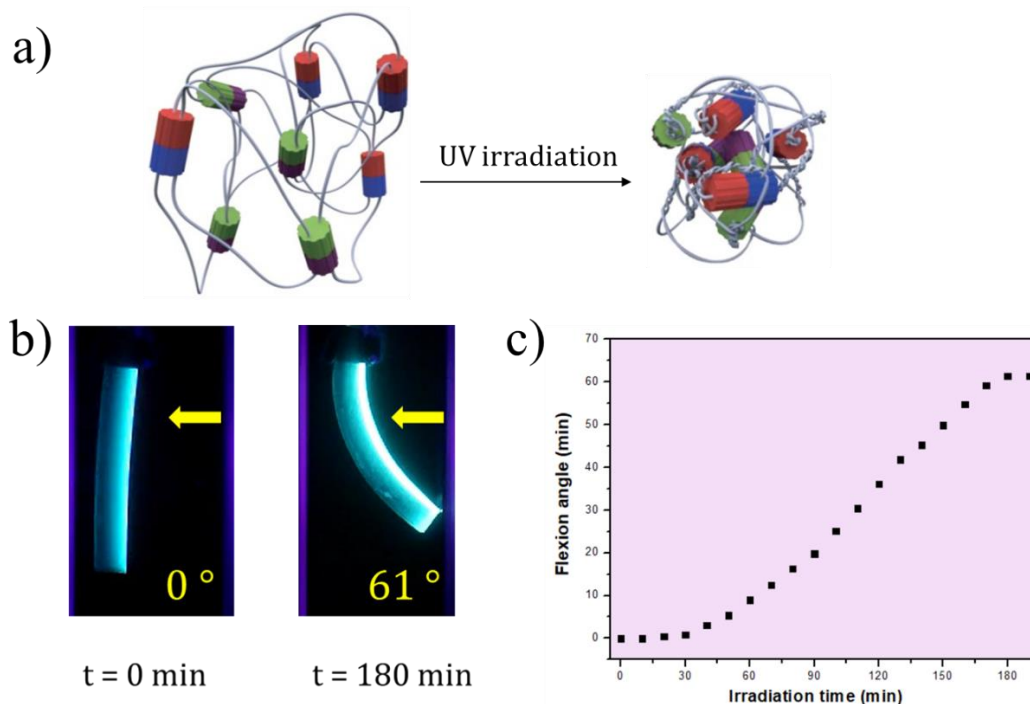 a)
UV irradiation
b)
0 °
61 °
t = 0 min
t = 180 min
c)
Flexion angle (min)
70
60
50
40
30
20
10
0
0
30
60
90
120
150
180
Irradiation time (min)